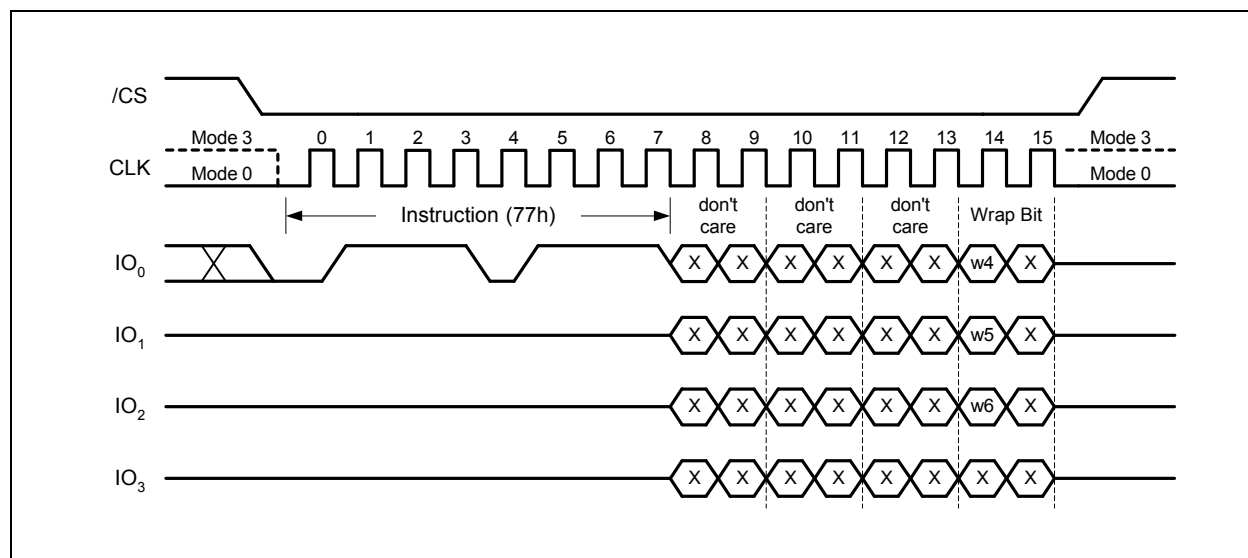 /CS
Mode 3 0 1 2 3 4 5 6 7 8 9 10 11 12 13 14 15 Mode 3
CLK
Mode 0 Mode 0
Instruction (77h) don't care don't care don't care Wrap Bit
IO0 X X X X X X w4 X
IO1 X X X X X X w5 X
IO2 X X X X X X w6 X
IO3 X X X X X X X X